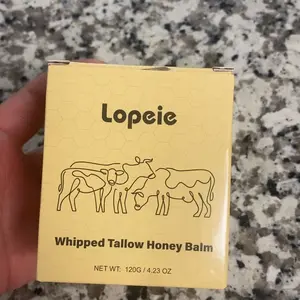 Lopeie
Whipped Tallow Honey Balm
NET WT: 120G / 4.23 OZ